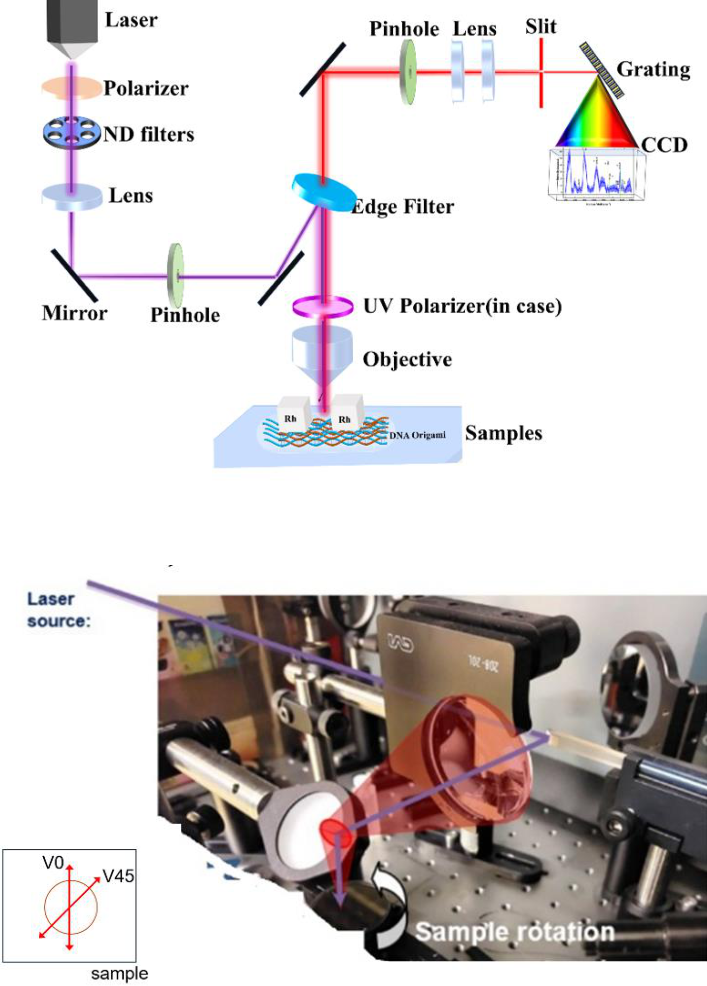 Laser
Polarizer
ND filters
Lens
Mirror
Pinhole
Edge Filter
Pinhole
Lens
Slit
Grating
CCD
UV Polarizer(in case)
Objective
Rh
Rh
DNA Origami
Samples
Laser
source:
Sample rotation
V0
V45
sample